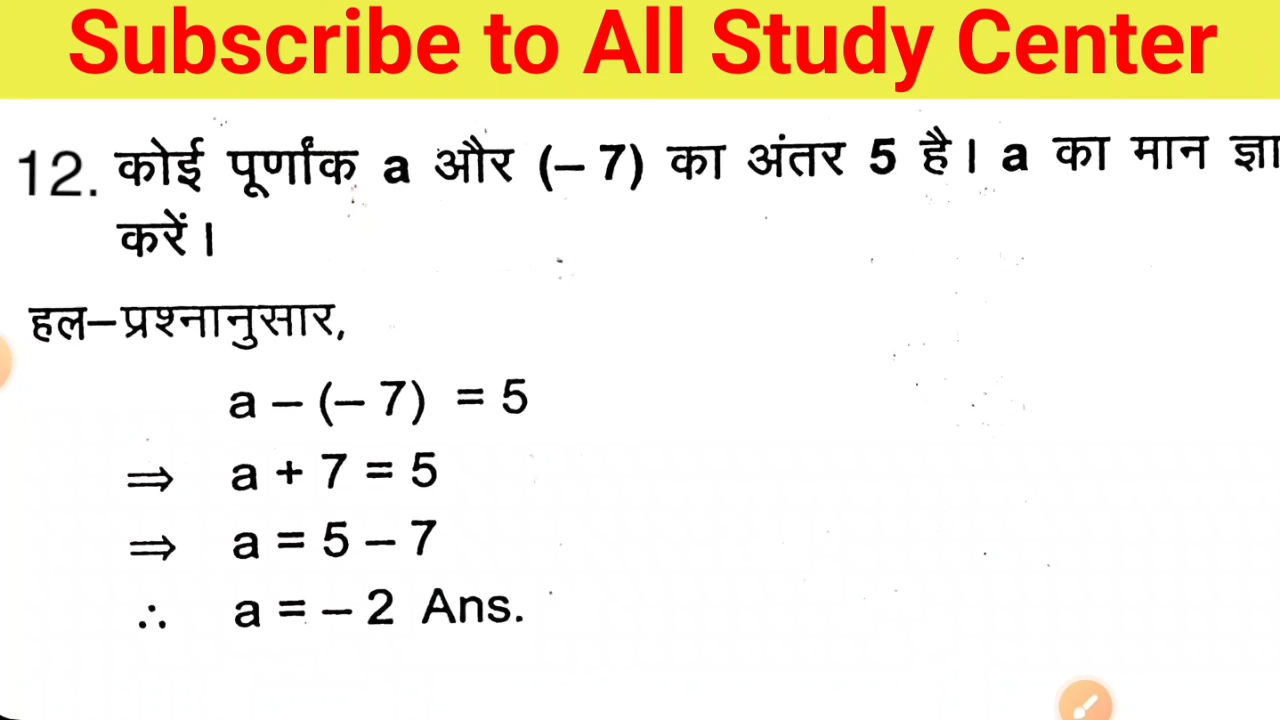 Subscribe to All Study Center
12. कोई पूर्णांक a और (– 7) का अंतर 5 है। a का मान
करें।
हल–प्रश्नानुसार,
a – (– 7) = 5
⇒ a + 7 = 5
⇒ a = 5 – 7
∴ a = – 2 Ans.